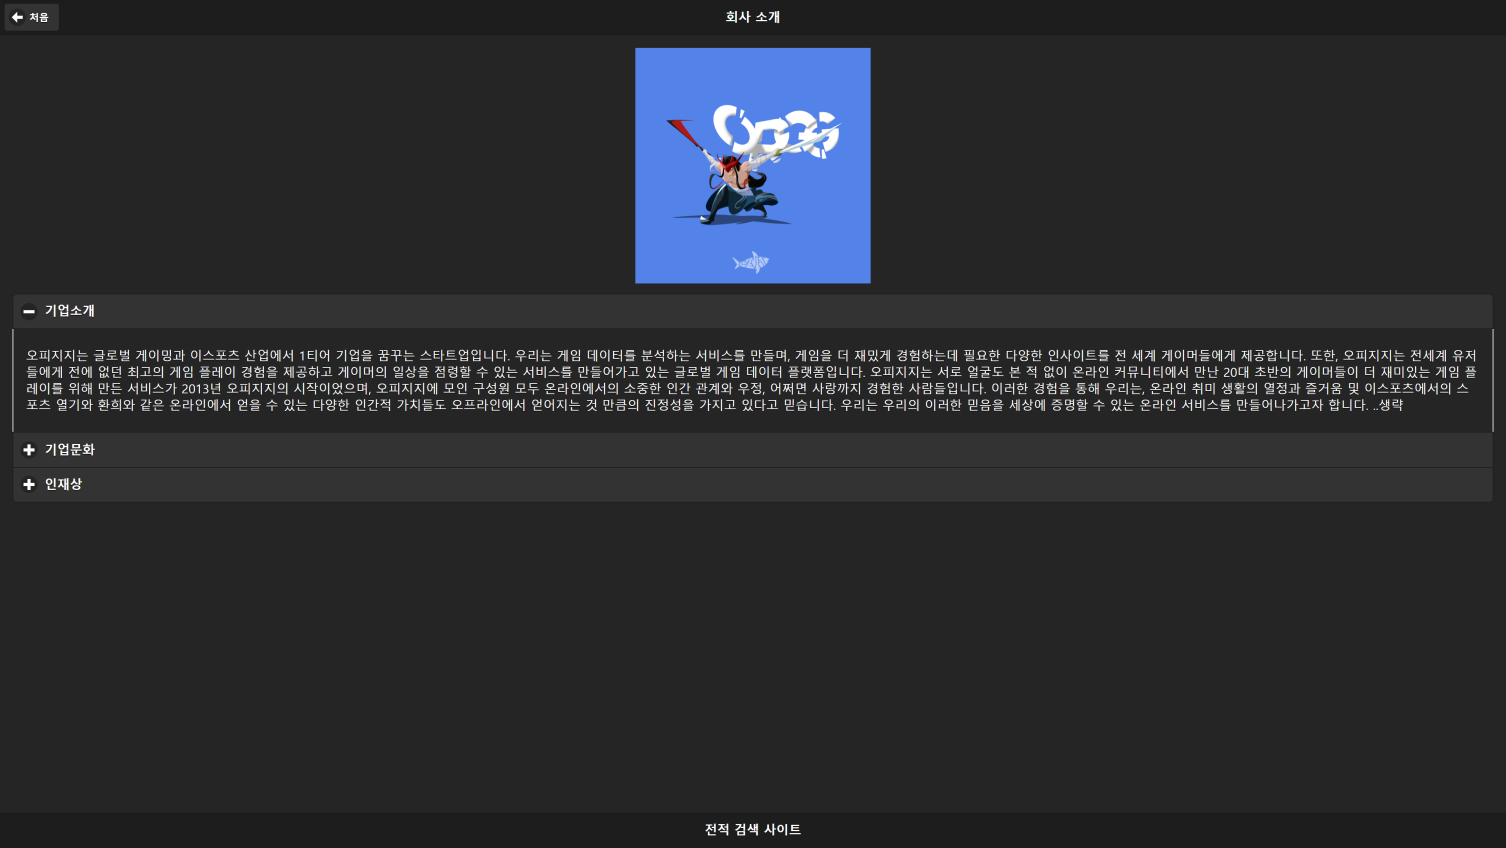 처음
회사 소개
OPGG
기업소개
오피지지는 글로벌 게이밍과 이스포츠 산업에서 1티어 기업을 꿈꾸는 스타트업입니다. 우리는 게임 데이터를 분석하는 서비스를 만들며, 게임을 더 재밌게 경험하는데 필요한 다양한 인사이트를 전 세계 게이머들에게 제공합니다. 또한, 오피지지는 전세계 유저
들에게 전에 없던 최고의 게임 플레이 경험을 제공하고 게이머의 일상을 점령할 수 있는 서비스를 만들어가고 있는 글로벌 게임 데이터 플랫폼입니다. 오피지지는 서로 얼굴도 본 적 없이 온라인 커뮤니티에서 만난 20대 초반의 게이머들이 더 재미있는 게임 플
레이를 위해 만든 서비스가 2013년 오피지지의 시작이었으며, 오피지지에 모인 구성원 모두 온라인에서의 소중한 인간 관계와 우정, 어쩌면 사랑까지 경험한 사람들입니다. 이러한 경험을 통해 우리는, 온라인 취미 생활의 열정과 즐거움 및 이스포츠에서의 스
포츠 열기와 환희와 같은 온라인에서 얻을 수 있는 다양한 인간적 가치들도 오프라인에서 얻어지는 것 만큼의 진정성을 가지고 있다고 믿습니다. 우리는 우리의 이러한 믿음을 세상에 증명할 수 있는 온라인 서비스를 만들어나가고자 합니다. ..생략
기업문화
인재상
전적 검색 사이트